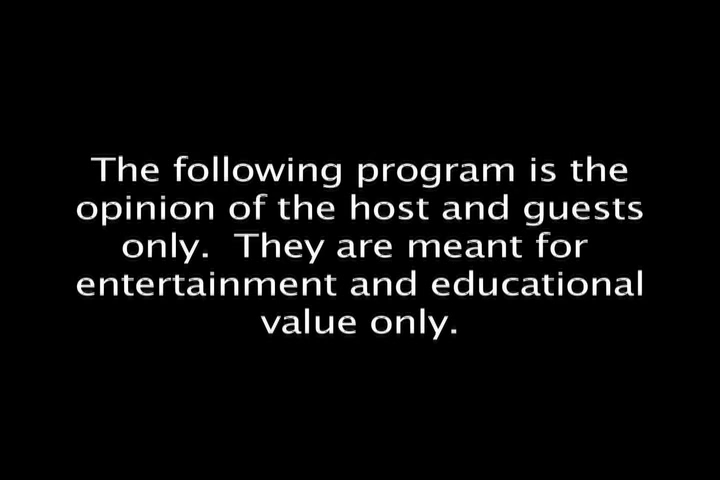 The following program is the
opinion of the host and guests
only.  They are meant for
entertainment and educational
value only.